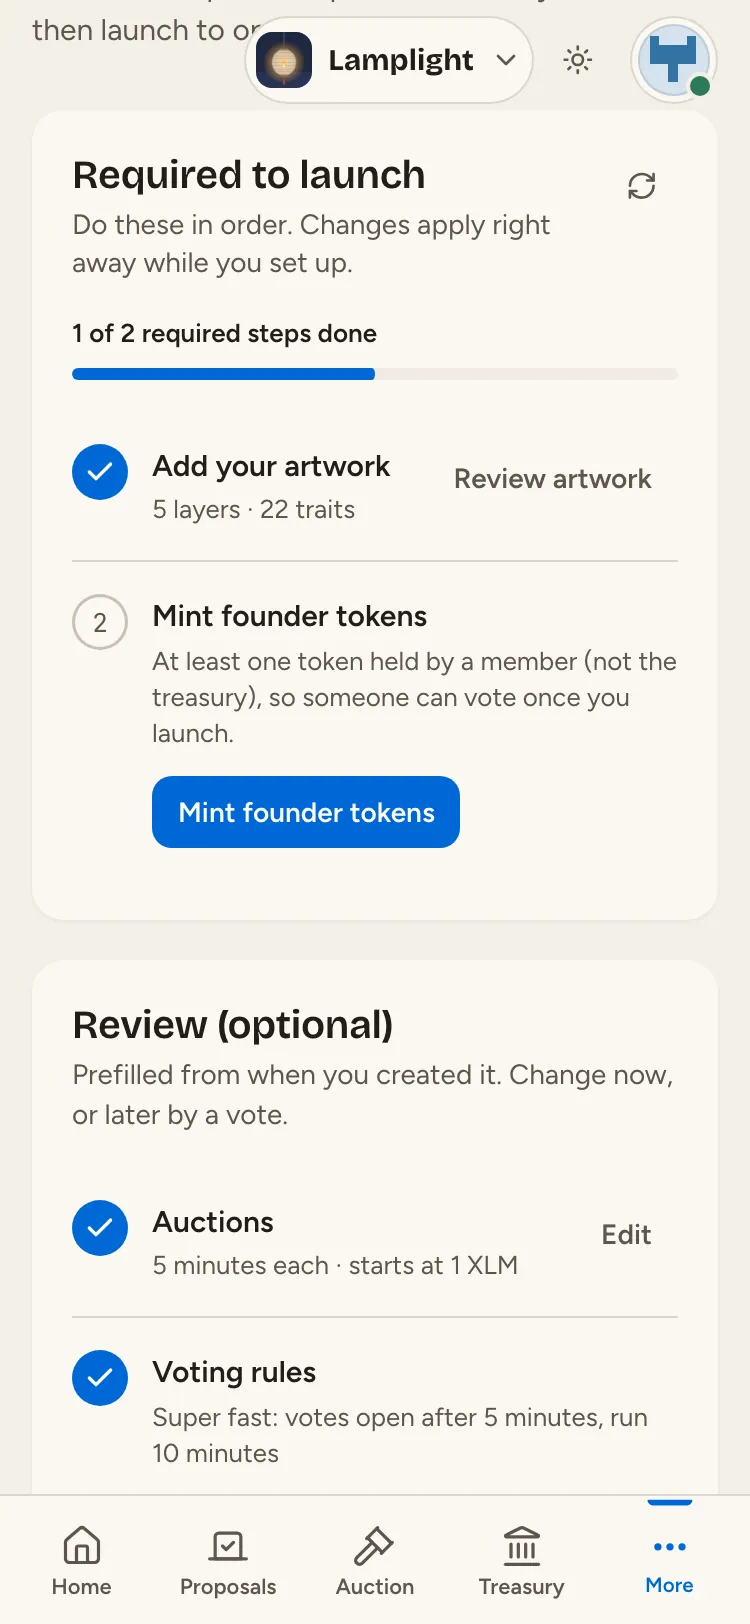 then launch to or
Lamplight
Required to launch
Do these in order. Changes apply right
away while you set up.
1 of 2 required steps done
Add your artwork
Review artwork
5 layers · 22 traits
2
Mint founder tokens
At least one token held by a member (not the
treasury), so someone can vote once you
launch.
Mint founder tokens
Review (optional)
Prefilled from when you created it. Change now,
or later by a vote.
Auctions
Edit
5 minutes each · starts at 1 XLM
Voting rules
Super fast: votes open after 5 minutes, run
10 minutes
Home
Proposals
Auction
Treasury
More